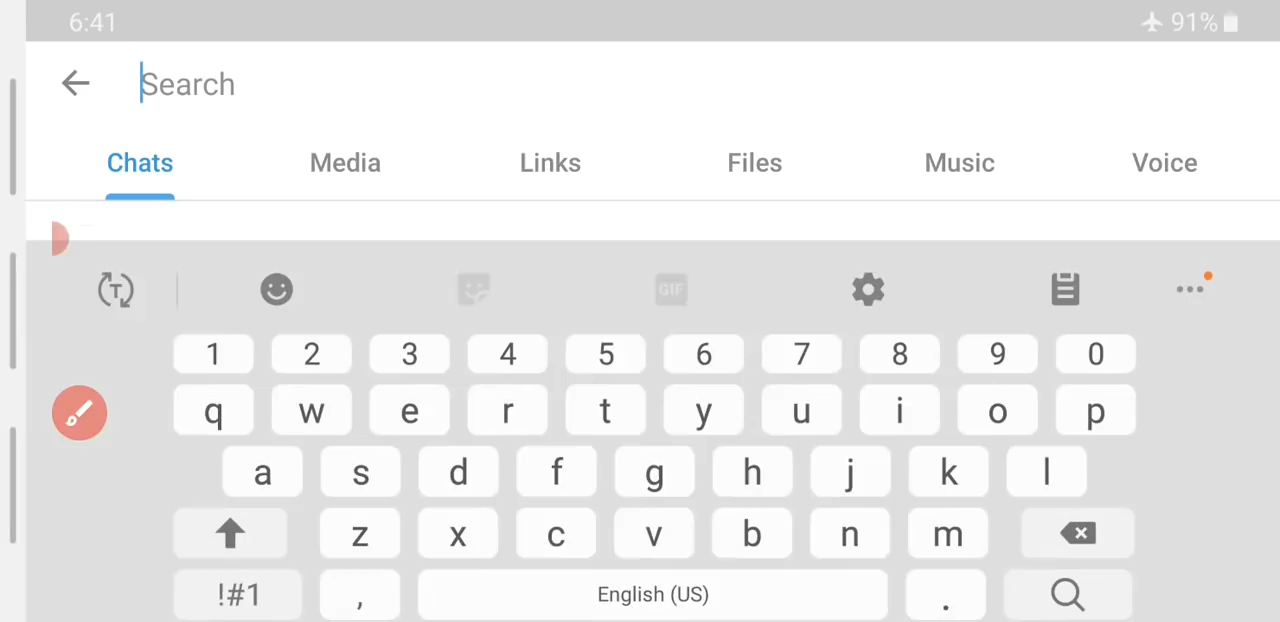 6:41 91%
Search
Chats Media Links Files Music Voice
T GIF
1 2 3 4 5 6 7 8 9 0
q w e r t y u i o p
a s d f g h j k l
z x c v b n m
!#1 , English (US) .